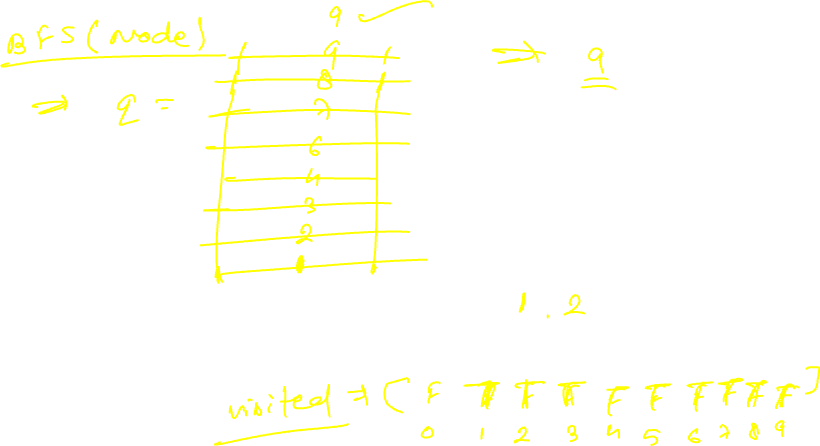 9
BFS(Node)
9 ⇒ 9
8
→ q = 7
6
4
3
2
1
1, 2
visited → [ F T F T F F F T F F ]
0 1 2 3 4 5 6 7 8 9